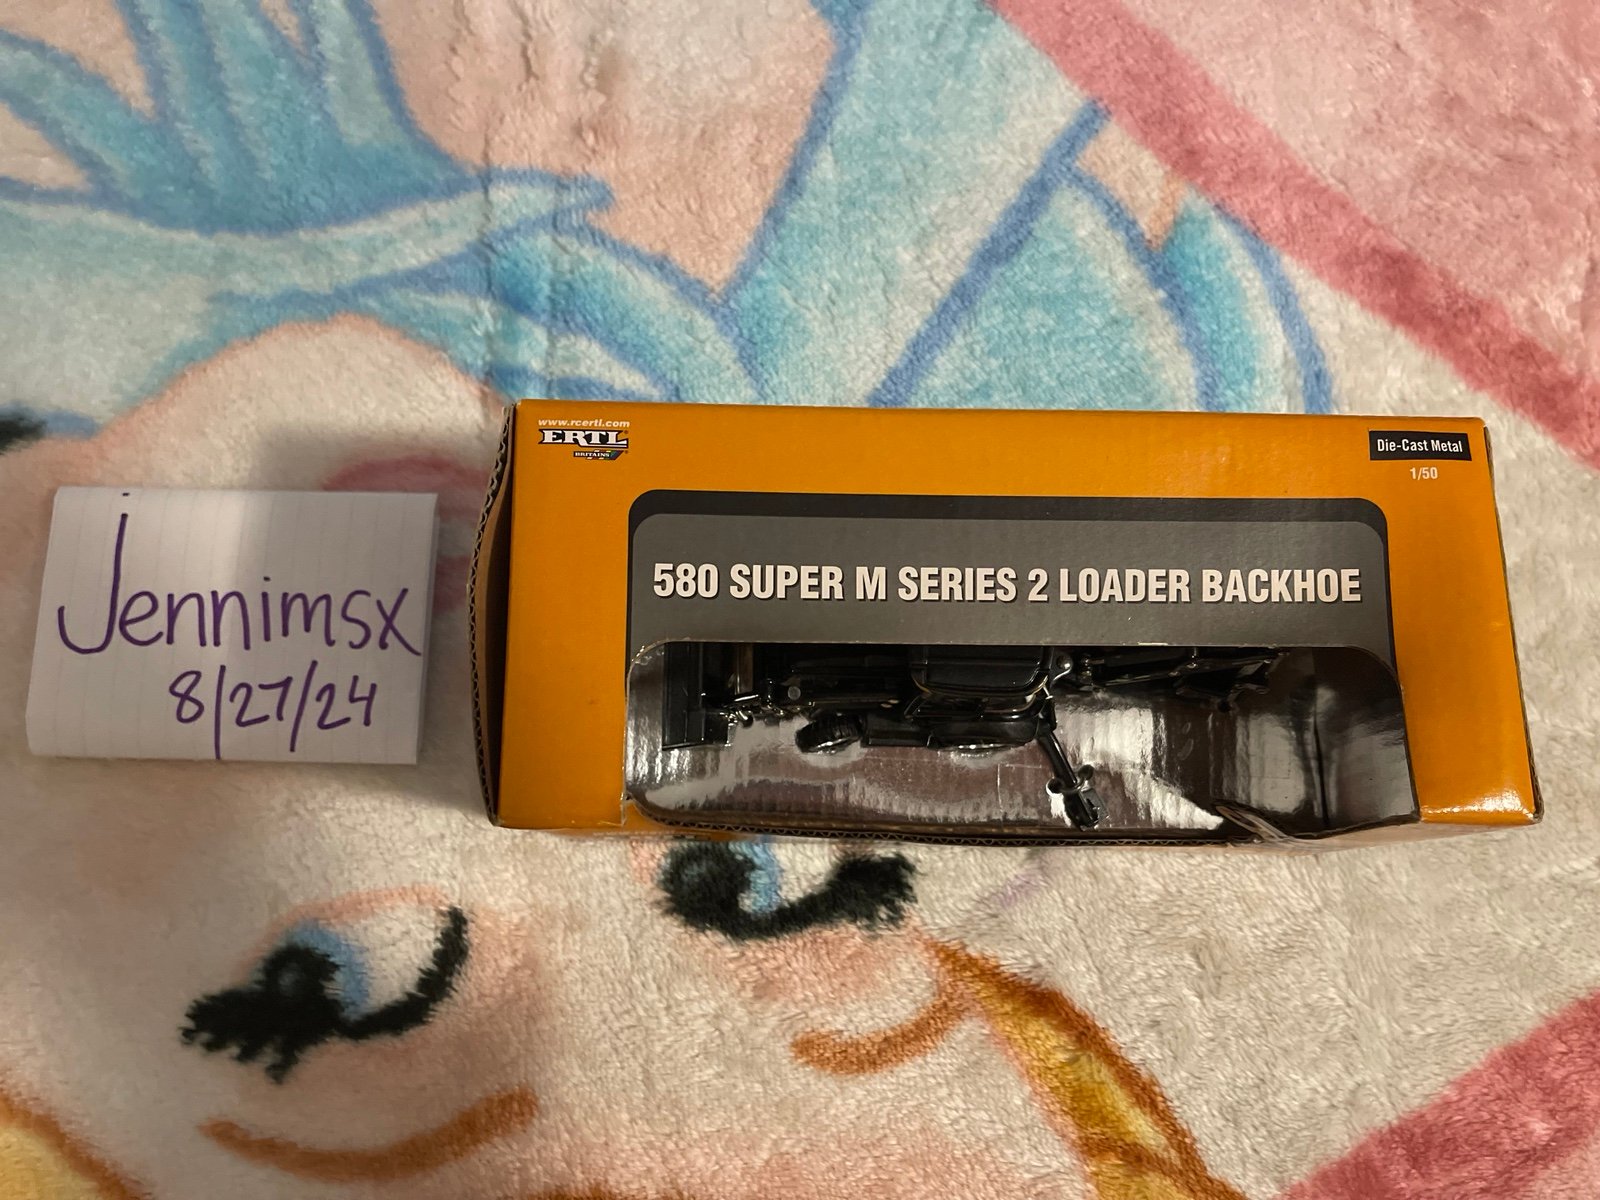 Jennimsx
8/27/24
www.rcertl.com
ERTL
BRITAINS
Die-Cast Metal
1/50
580 SUPER M SERIES 2 LOADER BACKHOE